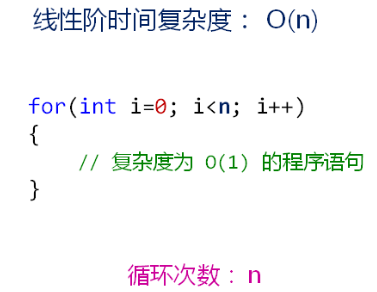 线性阶时间复杂度： O(n)
for(int i=0; i<n; i++)
{
// 复杂度为 O(1) 的程序语句
}
循环次数：n